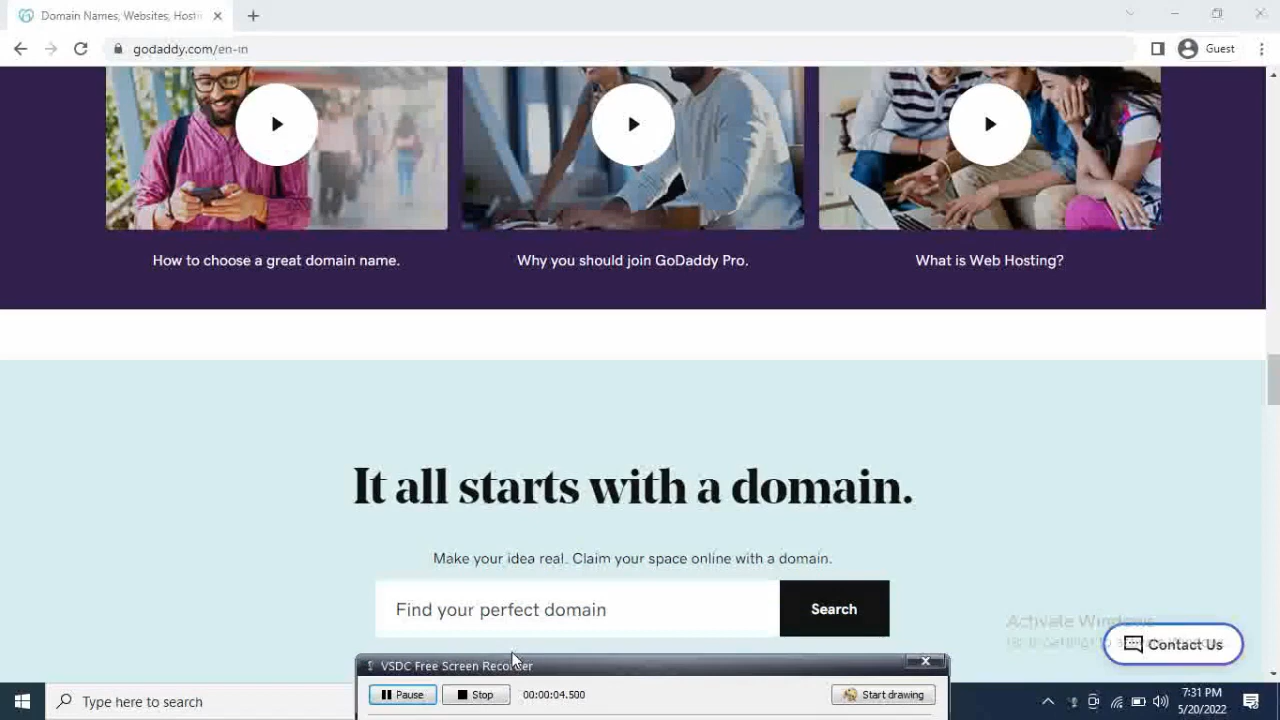 Domain Names, Websites, Hosti
godaddy.com/en-in
Guest
How to choose a great domain name.
Why you should join GoDaddy Pro.
What is Web Hosting?
It all starts with a domain.
Make your idea real. Claim your space online with a domain.
Find your perfect domain
Search
Activate Windows
Contact Us
VSDC Free Screen Recorder
Pause
Stop
00:00:04.500
Start drawing
Type here to search
7:31 PM
5/20/2022